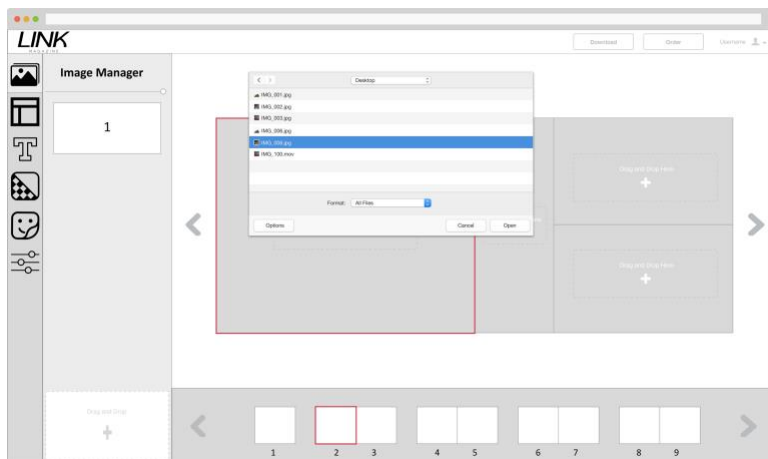 LINK
MAGAZINE
Download
Order
Username
Image Manager
1
Desktop
IMG_001.jpg
IMG_002.jpg
IMG_003.jpg
IMG_006.jpg
IMG_100.mov
Format: All Files
Options
Cancel
Open
Drag and Drop Here
Drag and Drop Here
Drag and Drop
1
2
3
4
5
6
7
8
9